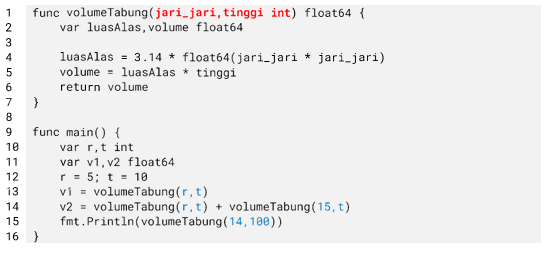 1 func volumeTabung(jari_jari,tinggi int) float64 {
2 var luasAlas,volume float64
3
4 luasAlas = 3.14 * float64(jari_jari * jari_jari)
5 volume = luasAlas * tinggi
6 return volume
7 }
8
9 func main() {
10 var r,t int
11 var v1,v2 float64
12 r = 5; t = 10
13 v1 = volumeTabung(r,t)
14 v2 = volumeTabung(r,t) + volumeTabung(15,t)
15 fmt.Println(volumeTabung(14,100))
16 }